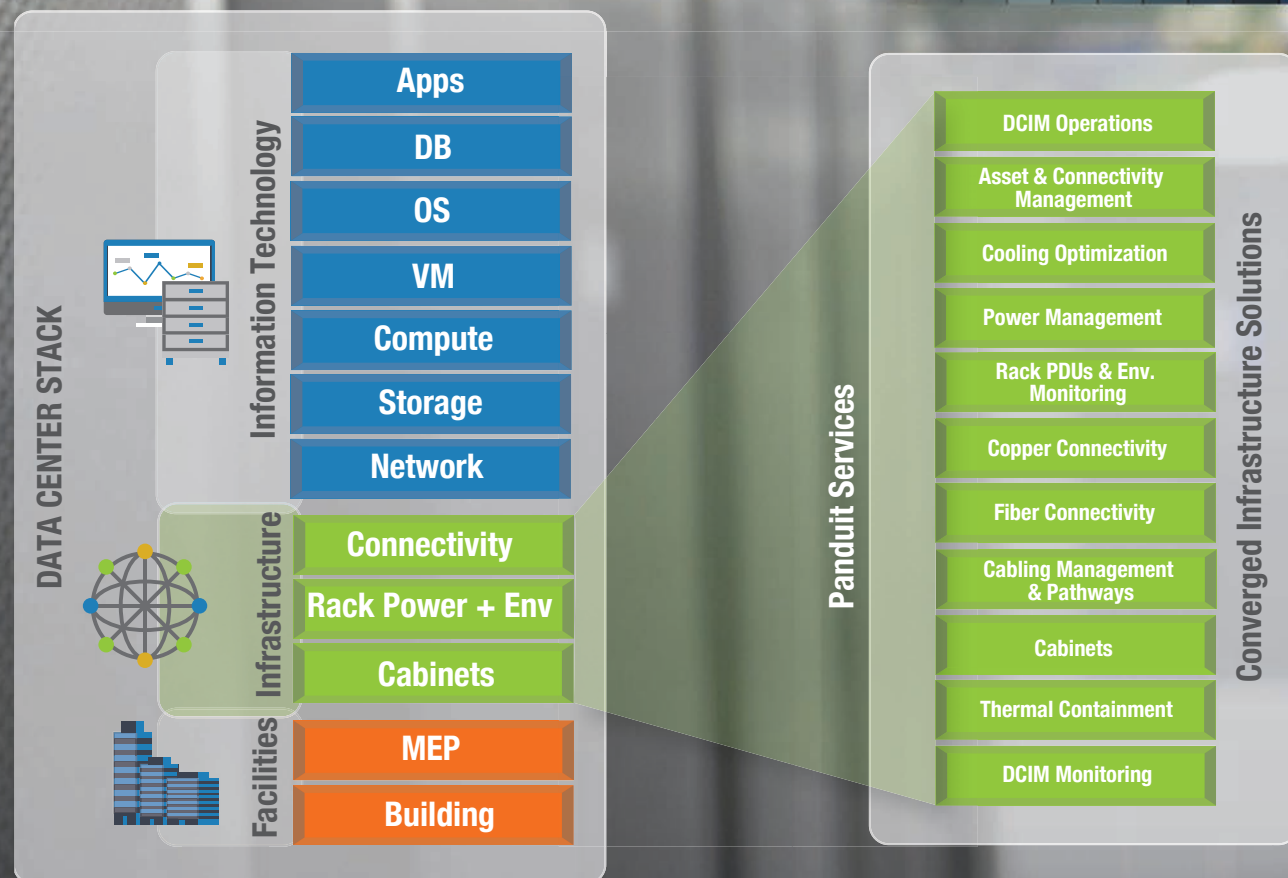 DATA CENTER STACK
Information Technology
Apps
DB
OS
VM
Compute
Storage
Network
Infrastructure
Connectivity
Rack Power + Env
Cabinets
Facilities
MEP
Building
Panduit Services
DCIM Operations
Asset & Connectivity
Management
Cooling Optimization
Power Management
Rack PDUs & Env.
Monitoring
Copper Connectivity
Fiber Connectivity
Cabling Management
& Pathways
Cabinets
Thermal Containment
DCIM Monitoring
Converged Infrastructure Solutions